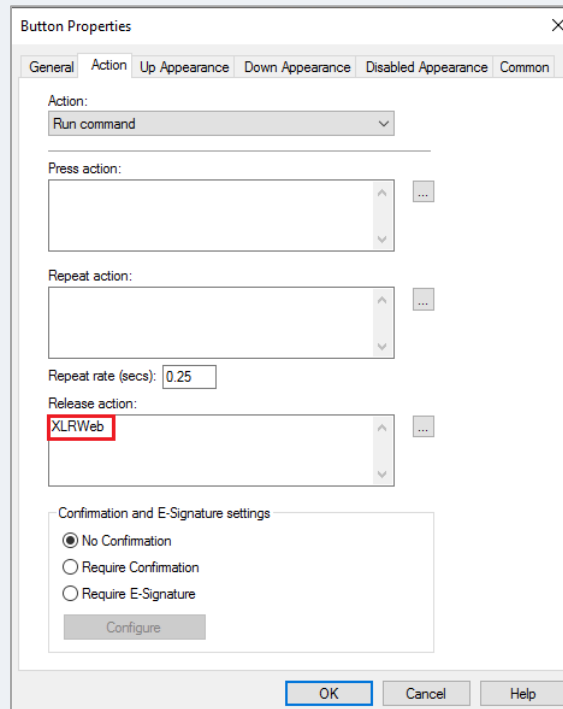 Button Properties
General Action Up Appearance Down Appearance Disabled Appearance Common
Action:
Run command
Press action:
...
Repeat action:
...
Repeat rate (secs): 0.25
Release action:
XLRWeb
...
Confirmation and E-Signature settings
No Confirmation
Require Confirmation
Require E-Signature
Configure
OK Cancel Help